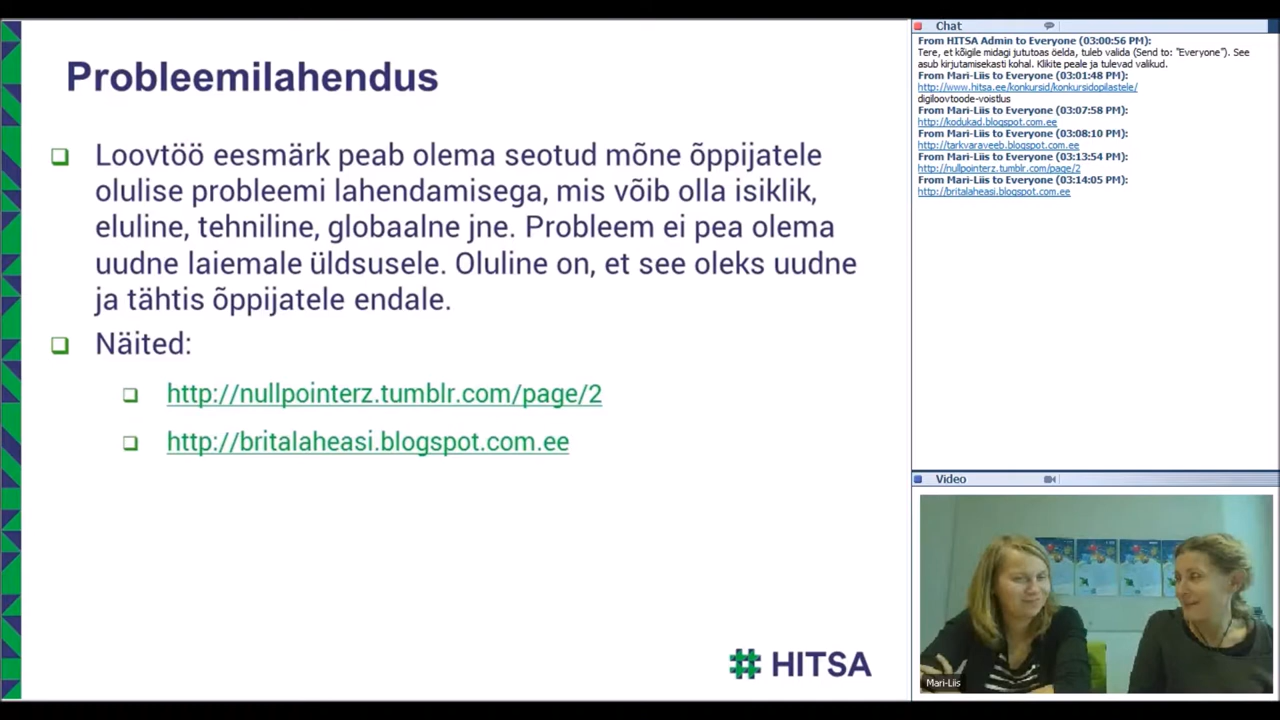 Probleemilahendus
Loovtöö eesmärk peab olema seotud mõne õppijatele
olulise probleemi lahendamisega, mis võib olla isiklik,
eluline, tehniline, globaalne jne. Probleem ei pea olema
uudne laiemale üldsusele. Oluline on, et see oleks uudne
ja tähtis õppijatele endale.
Näited:
http://nullpointerz.tumblr.com/page/2
http://britalaheasi.blogspot.com.ee
HITSA
Chat
From HITSA Admin to Everyone (03:00:56 PM):
Tere, et kõigile midagi jututoas öelda, tuleb valida (Send to: "Everyone"). See
asub kirjutamisekasti kohal. Klikite peale ja tulevad valikud.
From Mari-Liis to Everyone (03:01:48 PM):
http://www.hitsa.ee/konkursid/konkursidopilastele/
digiloovtoode-voistlus
From Mari-Liis to Everyone (03:07:58 PM):
http://kodukad.blogspot.com.ee
From Mari-Liis to Everyone (03:08:10 PM):
http://tarkvaraveeb.blogspot.com.ee
From Mari-Liis to Everyone (03:13:54 PM):
http://nullpointerz.tumblr.com/page/2
From Mari-Liis to Everyone (03:14:05 PM):
http://britalaheasi.blogspot.com.ee
Video
Mari-Liis